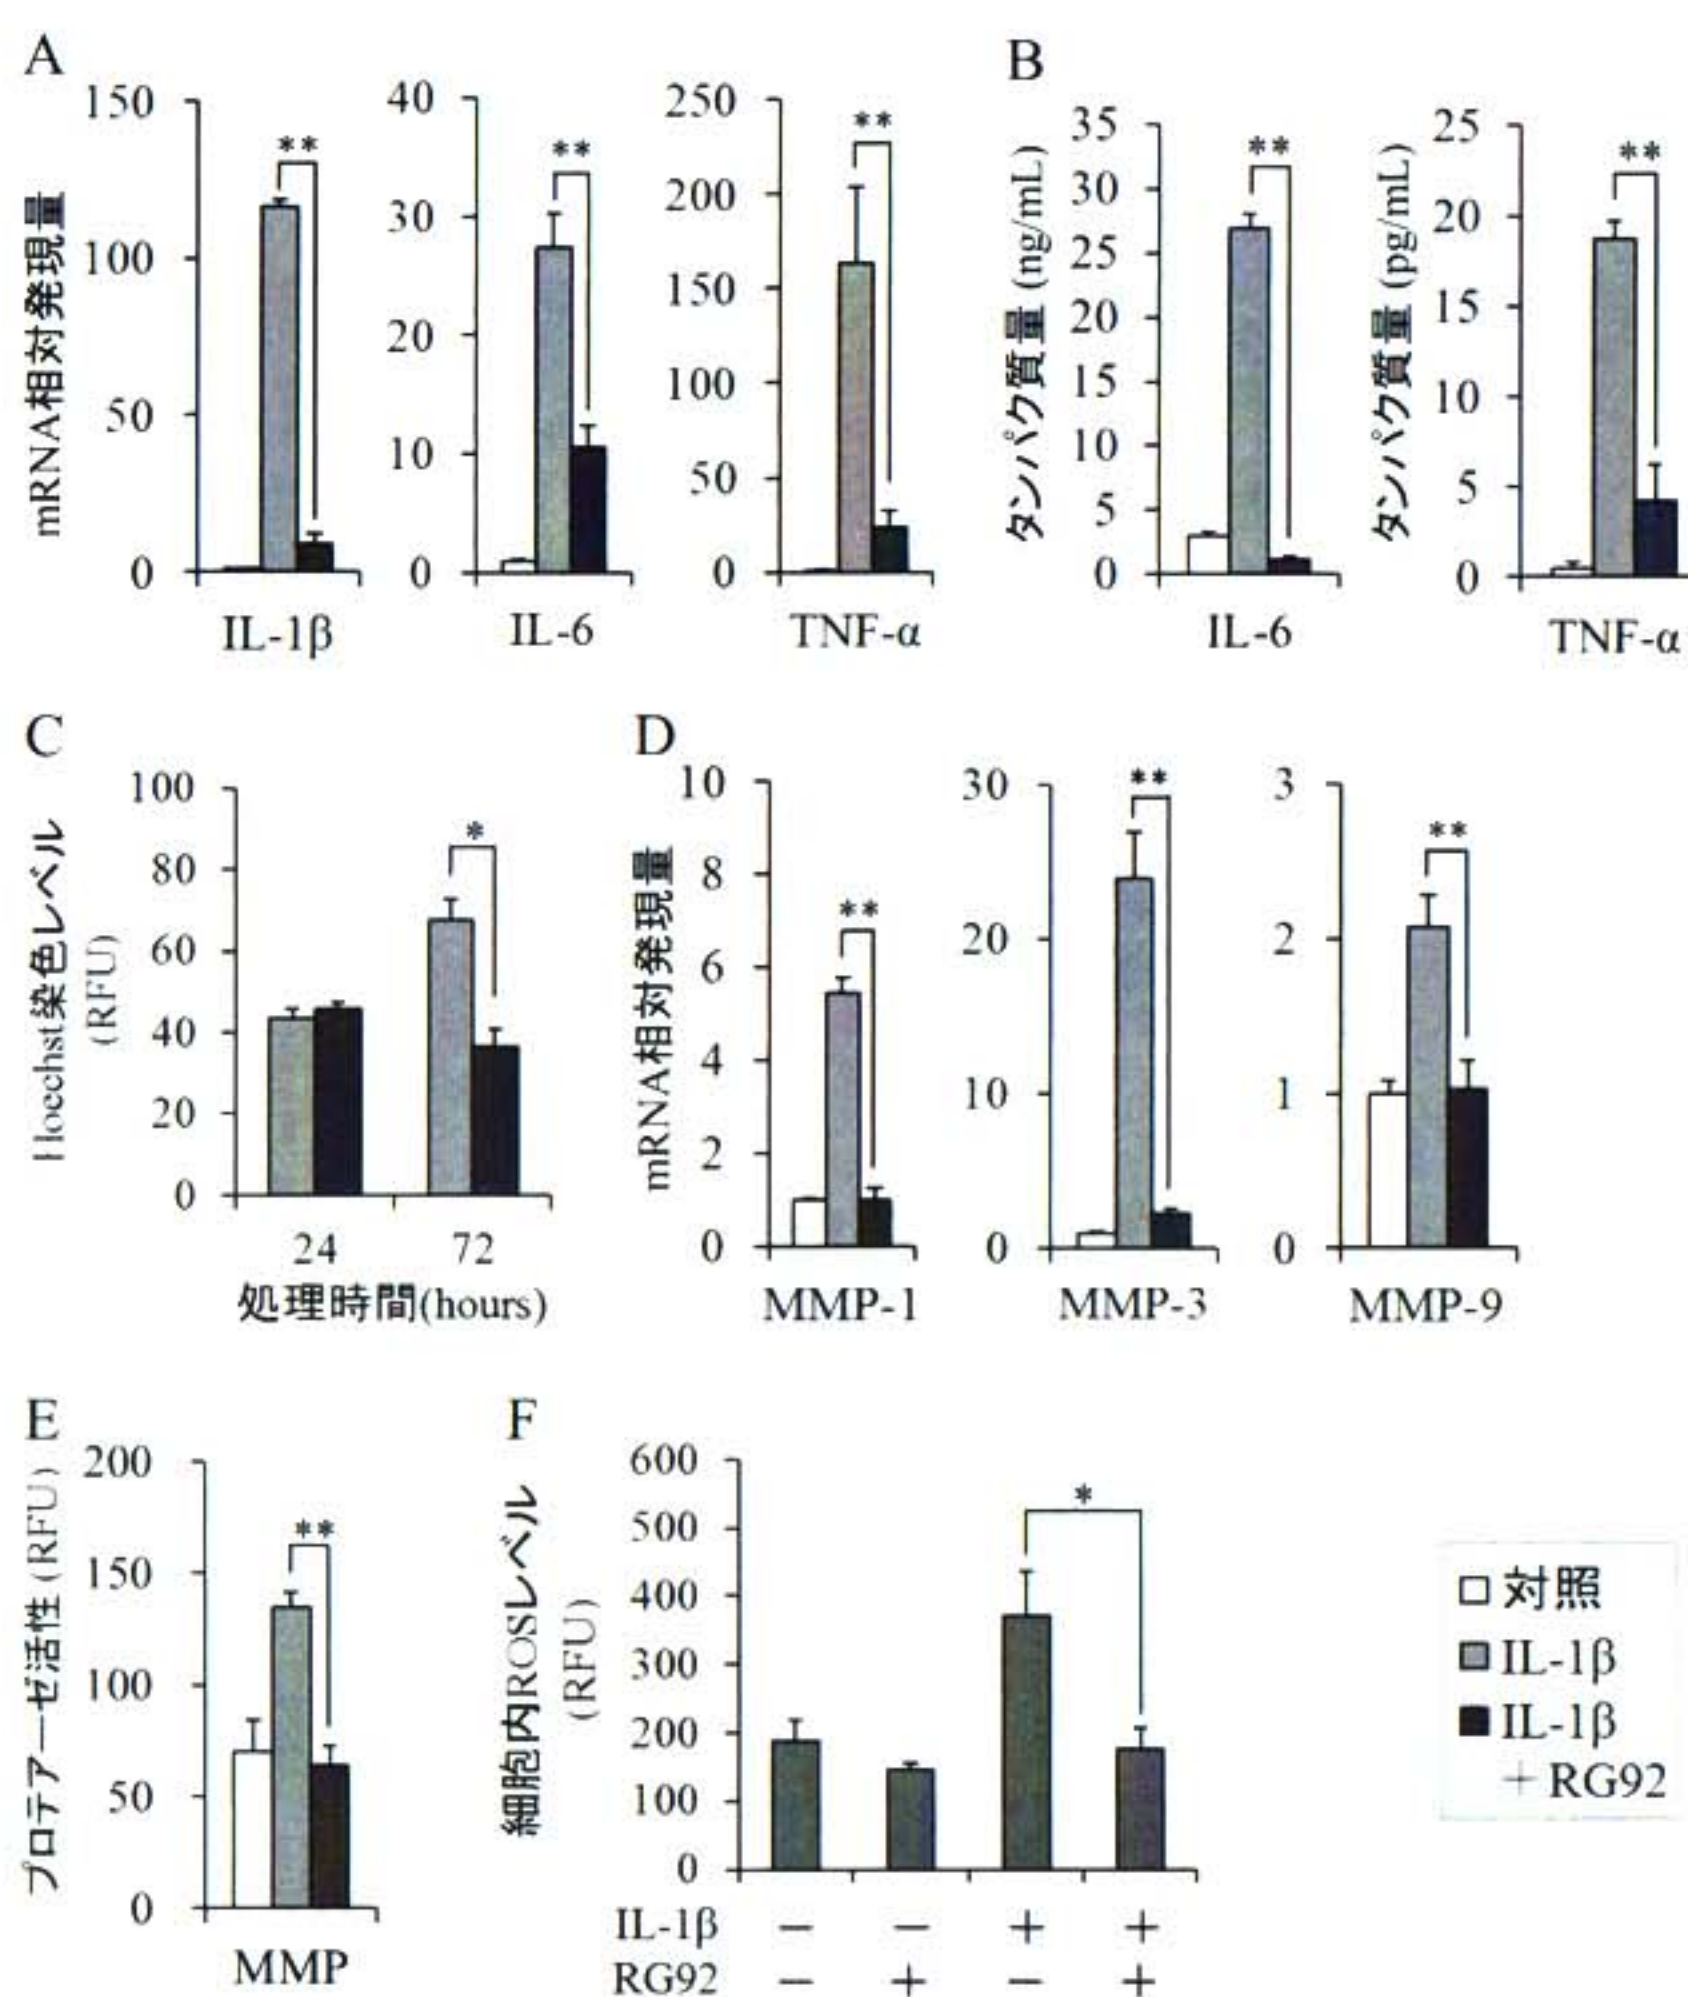 A
mRNA相対発現量
150
100
50
0
**
IL-1β
40
30
20
10
0
**
IL-6
250
200
150
100
50
0
**
TNF-α
B
タンパク質量 (ng/mL)
35
30
25
20
15
10
5
0
**
IL-6
タンパク質量 (pg/mL)
25
20
15
10
5
0
**
TNF-α
C
Hoechst染色レベル
(RFU)
100
80
60
40
20
0
*
24 72
処理時間(hours)
D
mRNA相対発現量
10
8
6
4
2
0
**
MMP-1
30
20
10
0
**
MMP-3
3
2
1
0
**
MMP-9
E
プロテアーゼ活性 (RFU)
200
150
100
50
0
**
MMP
F
細胞内ROSレベル
(RFU)
600
500
400
300
200
100
0
*
IL-1β − − + +
RG92 − + − +
対照
IL-1β
IL-1β
+ RG92